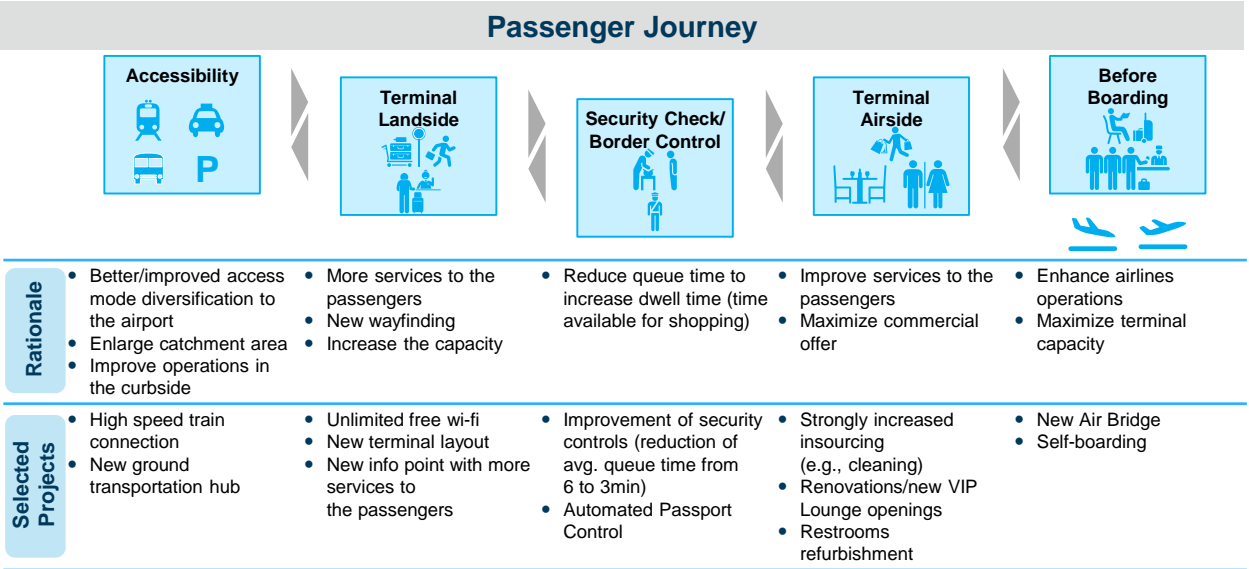 Passenger Journey
Accessibility
P
Terminal
Landside
Security Check/
Border Control
Terminal
Airside
Before
Boarding
Rationale
• Better/improved access
mode diversification to
the airport
• Enlarge catchment area
• Improve operations in
the curbside
• More services to the
passengers
• New wayfinding
• Increase the capacity
• Reduce queue time to
increase dwell time (time
available for shopping)
• Improve services to the
passengers
• Maximize commercial
offer
• Enhance airlines
operations
• Maximize terminal
capacity
Selected
Projects
• High speed train
connection
• New ground
transportation hub
• Unlimited free wi-fi
• New terminal layout
• New info point with more
services to
the passengers
• Improvement of security
controls (reduction of
avg. queue time from
6 to 3min)
• Automated Passport
Control
• Strongly increased
insourcing
(e.g., cleaning)
• Renovations/new VIP
Lounge openings
• Restrooms
refurbishment
• New Air Bridge
• Self-boarding